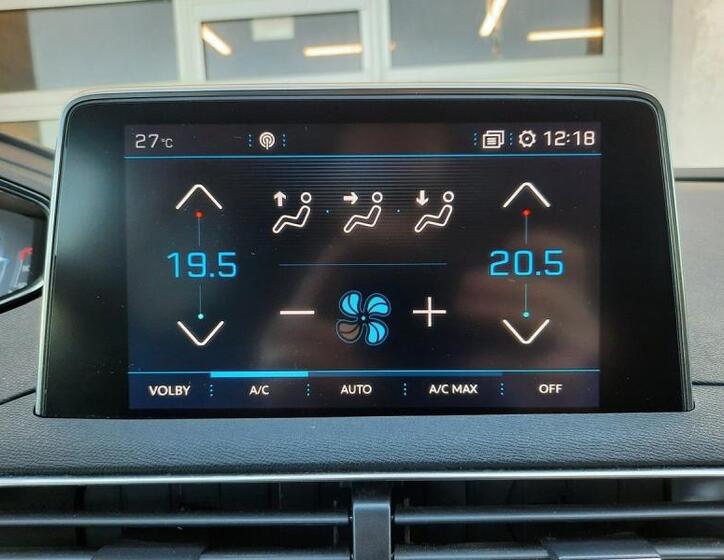 27°C 12:18
19.5 20.5
VOLBY A/C AUTO A/C MAX OFF